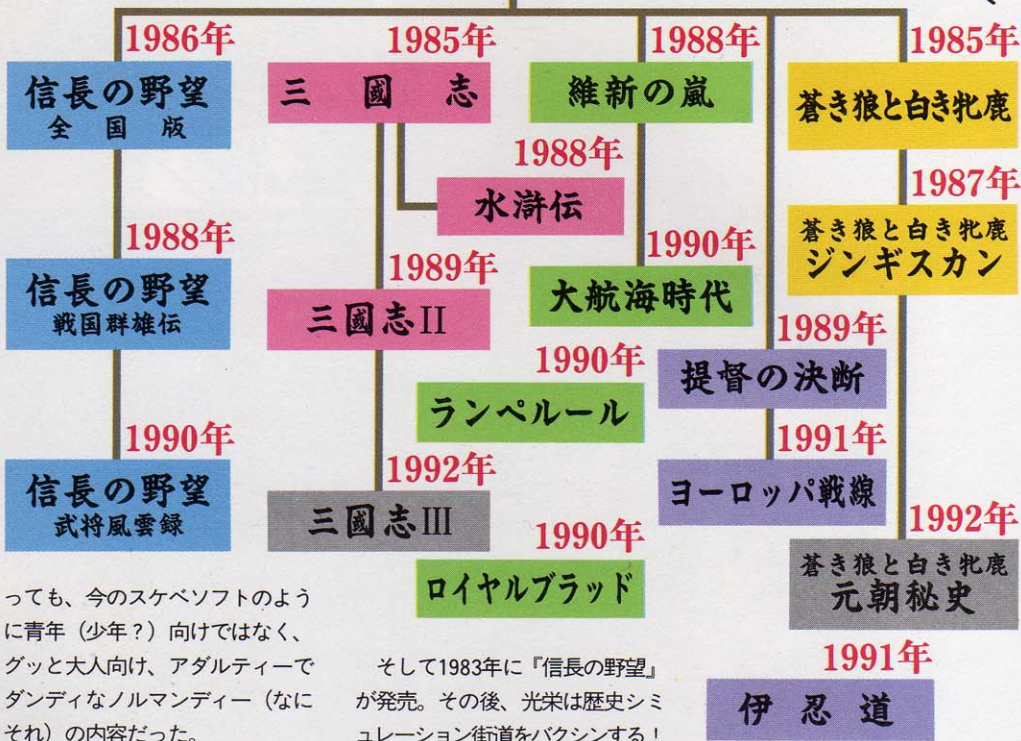 1986年
信長の野望
全国版
1988年
信長の野望
戦国群雄伝
1990年
信長の野望
武将風雲録
1985年
三國志
1988年
水滸伝
1989年
三國志II
1992年
三國志III
1988年
維新の嵐
1990年
大航海時代
1990年
ランペルール
1990年
ロイヤルブラッド
1989年
提督の決断
1991年
ヨーロッパ戦線
1985年
蒼き狼と白き牝鹿
1987年
蒼き狼と白き牝鹿
ジンギスカン
1992年
蒼き狼と白き牝鹿
元朝秘史
1991年
伊忍道
っても、今のスケベソフトのよう
に青年（少年？）向けではなく、
グッと大人向け、アダルティーで
ダンディなノルマンディー（なに
それ）の内容だった。
そして1983年に『信長の野望』
が発売。その後、光栄は歴史シミ
ュレーション街道をバクシンする！